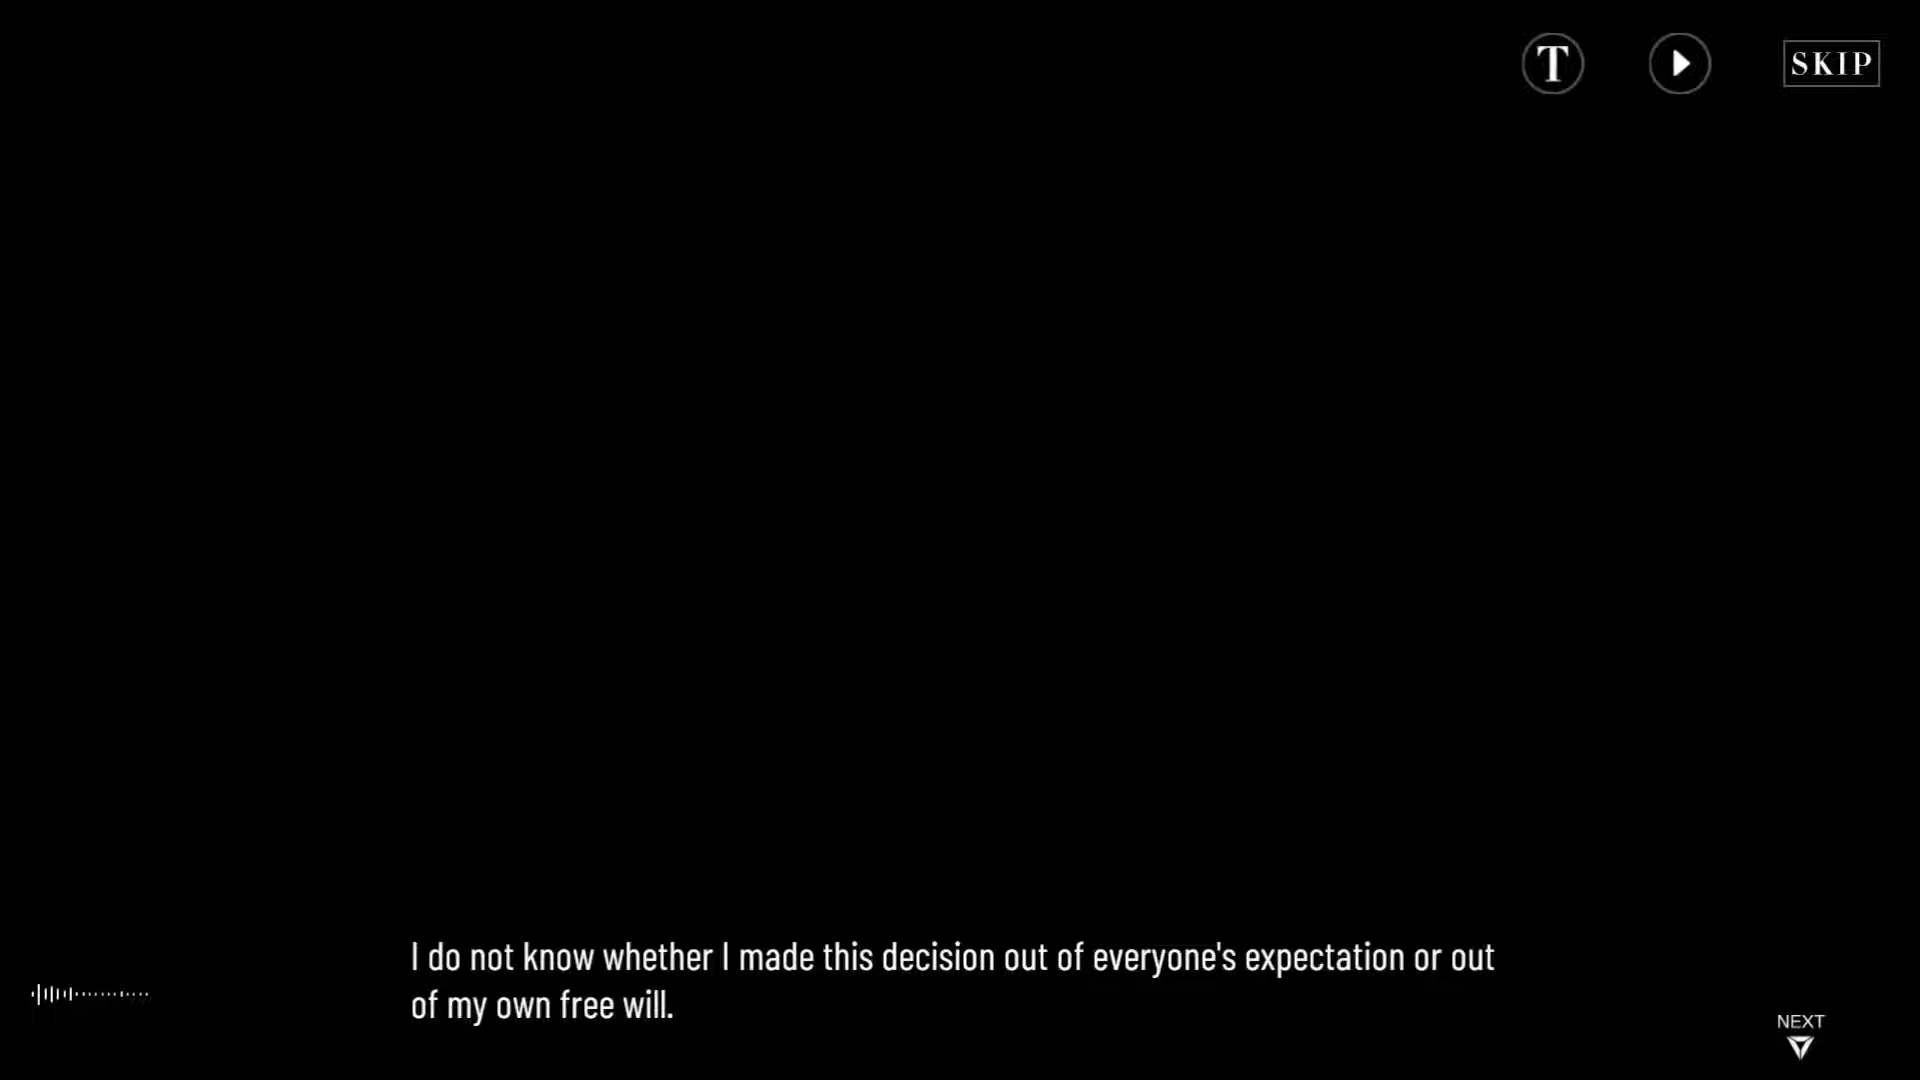 T
SKIP
I do not know whether I made this decision out of everyone's expectation or out
of my own free will.
NEXT